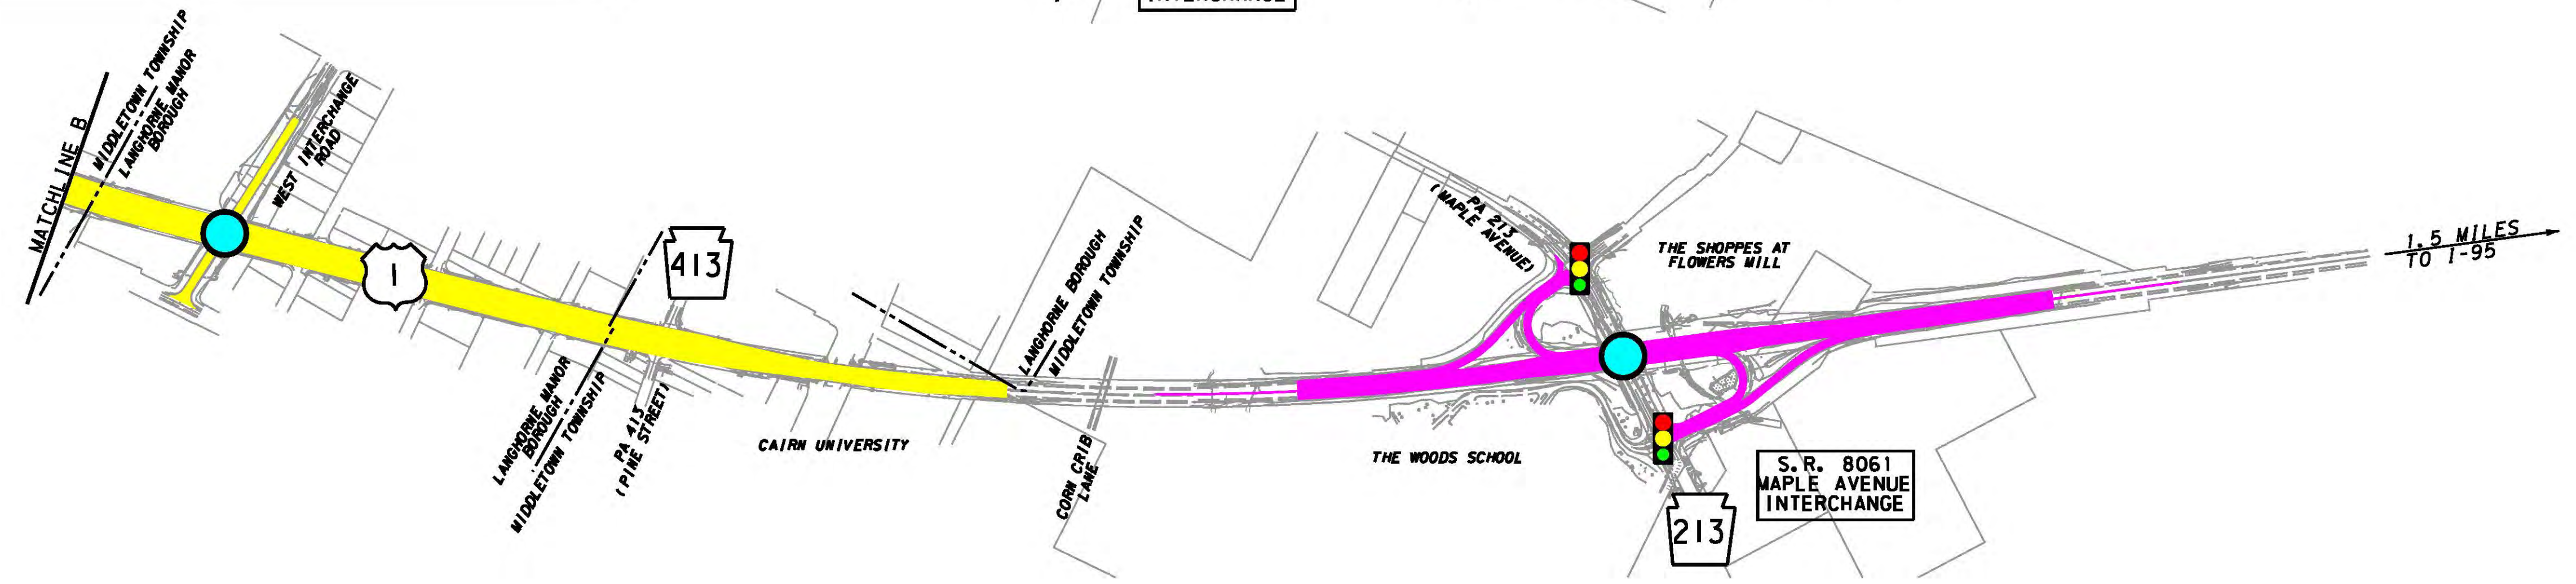 INTERCHANGE
MATCHLINE B
MIDDLETOWN TOWNSHIP
LANGHORNE MANOR
BOROUGH
WEST INTERCHANGE
ROAD
1
413
LANGHORNE MANOR
BOROUGH
MIDDLETOWN TOWNSHIP
PA 413
(PINE STREET)
CAIRN UNIVERSITY
LANGHORNE BOROUGH
MIDDLETOWN TOWNSHIP
CORN CRIB
LANE
PA 213
(MAPLE AVENUE)
THE SHOPPES AT
FLOWERS MILL
THE WOODS SCHOOL
213
S.R. 8061
MAPLE AVENUE
INTERCHANGE
1.5 MILES
TO I-95